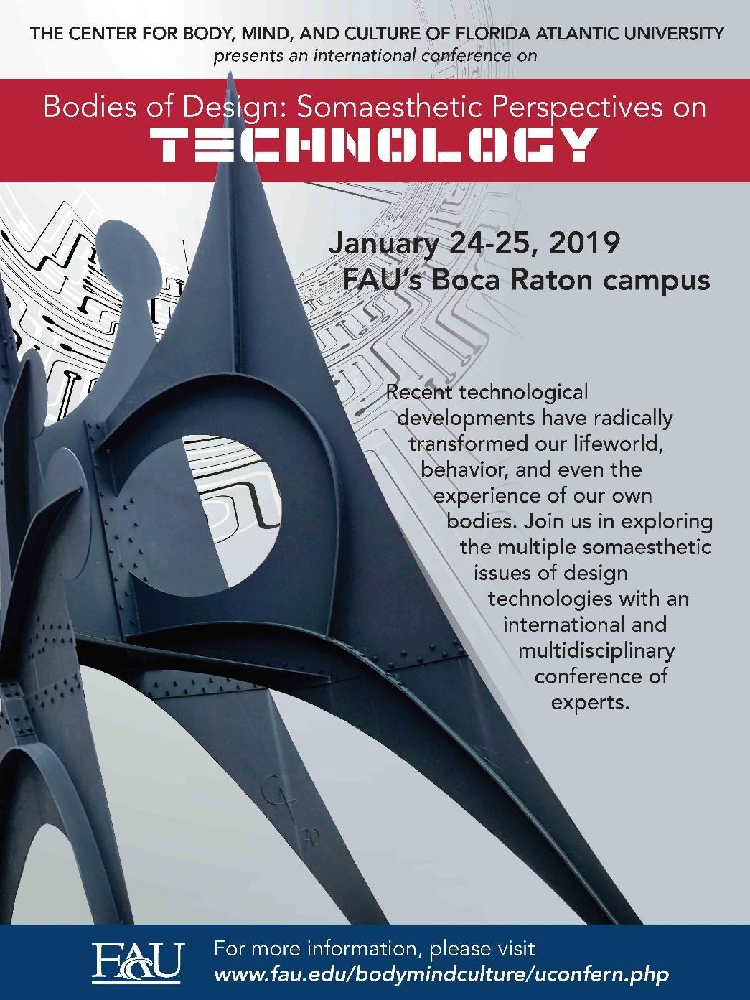 THE CENTER FOR BODY, MIND, AND CULTURE OF FLORIDA ATLANTIC UNIVERSITY
presents an international conference on
Bodies of Design: Somaesthetic Perspectives on
TECHNOLOGY
January 24-25, 2019
FAU's Boca Raton campus
Recent technological
developments have radically
transformed our lifeworld,
behavior, and even the
experience of our own
bodies. Join us in exploring
the multiple somaesthetic
issues of design
technologies with an
international and
multidisciplinary
conference of
experts.
CA
70
FAU
For more information, please visit
www.fau.edu/bodymindculture/uconfern.php